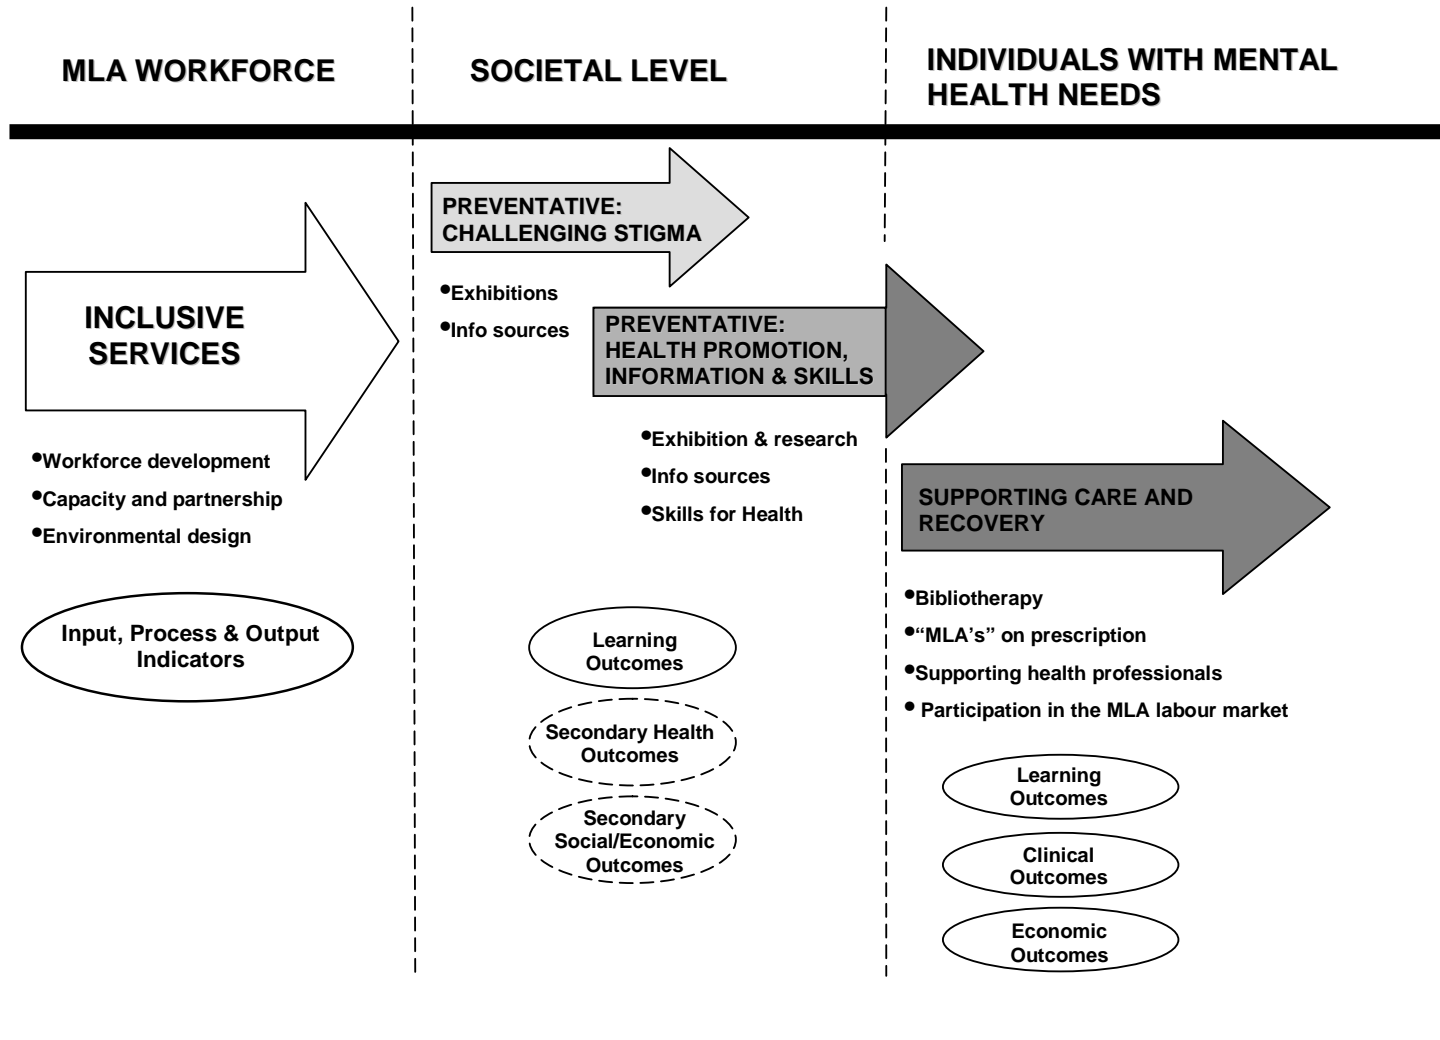 MLA WORKFORCE
SOCIETAL LEVEL
INDIVIDUALS WITH MENTAL
HEALTH NEEDS
INCLUSIVE
SERVICES
•Workforce development
•Capacity and partnership
•Environmental design
Input, Process & Output
Indicators
PREVENTATIVE:
CHALLENGING STIGMA
•Exhibitions
•Info sources
PREVENTATIVE:
HEALTH PROMOTION,
INFORMATION & SKILLS
•Exhibition & research
•Info sources
•Skills for Health
Learning
Outcomes
Secondary Health
Outcomes
Secondary
Social/Economic
Outcomes
SUPPORTING CARE AND
RECOVERY
•Bibliotherapy
•“MLA’s” on prescription
•Supporting health professionals
• Participation in the MLA labour market
Learning
Outcomes
Clinical
Outcomes
Economic
Outcomes